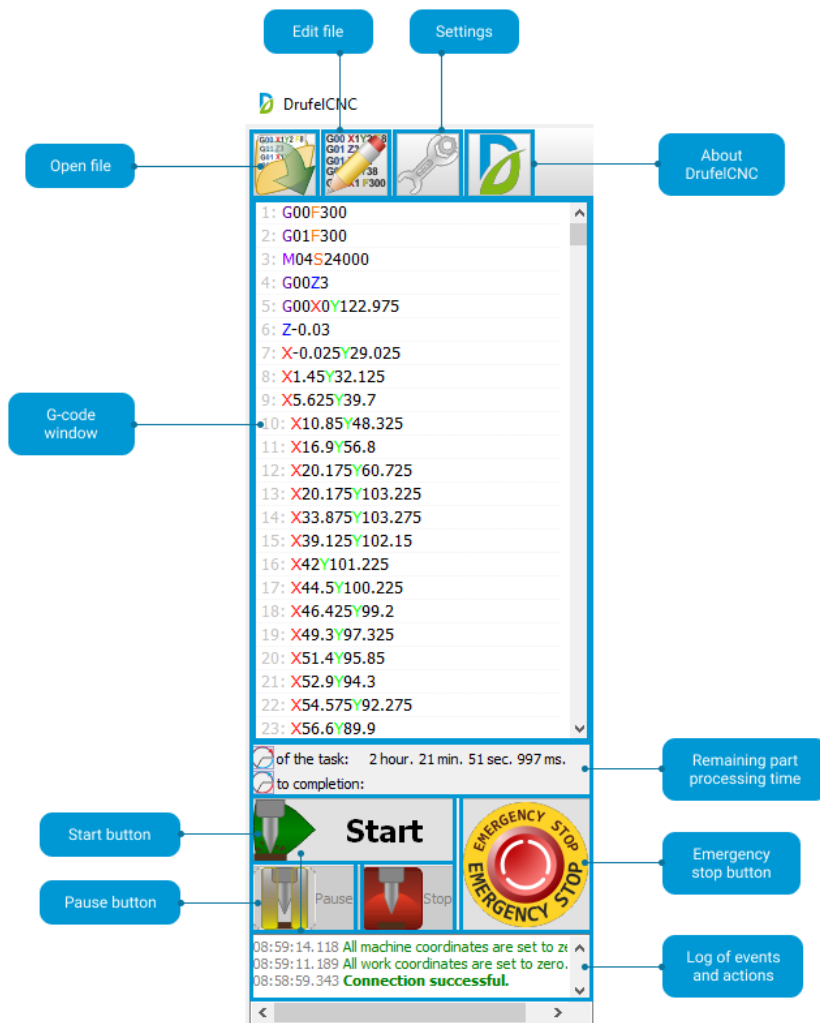 Edit file
Settings
DrufelCNC
Open file
About
DrufelCNC
1: G00F300
2: G01F300
3: M04S24000
4: G00Z3
5: G00X0Y122.975
6: Z-0.03
7: X-0.025Y29.025
8: X1.45Y32.125
9: X5.625Y39.7
G-code
window
10: X10.85Y48.325
11: X16.9Y56.8
12: X20.175Y60.725
13: X20.175Y103.225
14: X33.875Y103.275
15: X39.125Y102.15
16: X42Y101.225
17: X44.5Y100.225
18: X46.425Y99.2
19: X49.3Y97.325
20: X51.4Y95.85
21: X52.9Y94.3
22: X54.575Y92.275
23: X56.6Y89.9
of the task: 2 hour. 21 min. 51 sec. 997 ms.
to completion:
Remaining part
processing time
Start button
Start
EMERGENCY STOP
EMERGENCY STOP
Emergency
stop button
Pause button
Pause
Stop
08:59:14.118 All machine coordinates are set to ze
08:59:11.189 All work coordinates are set to zero.
08:58:59.343 Connection successful.
Log of events
and actions